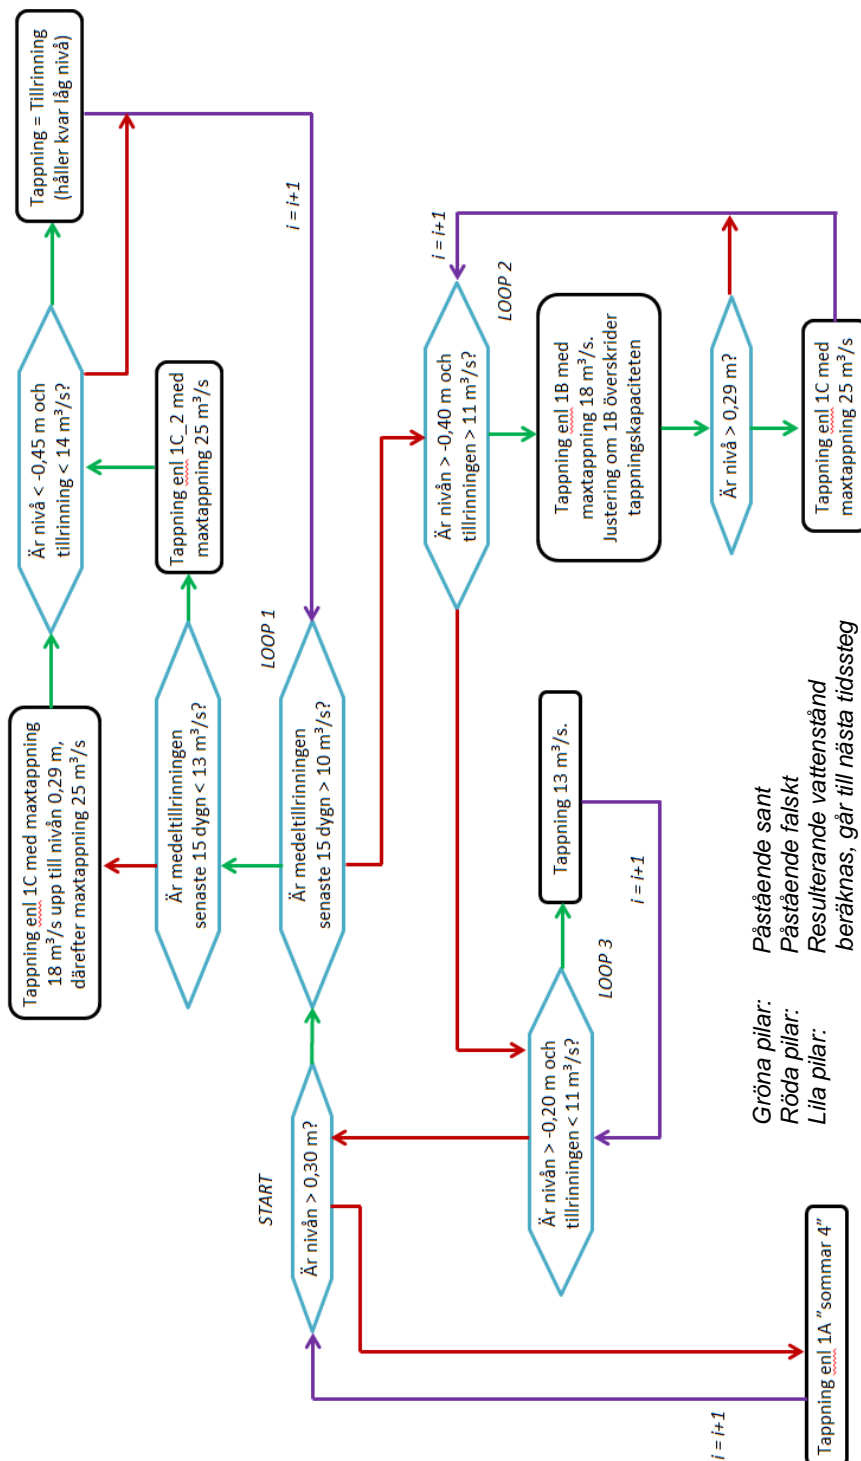 START
Är nivån > 0,30 m?
Tappning enl 1A ”sommar 4”
i = i+1
LOOP 1
Är medeltillrinningen
senaste 15 dygn > 10 m³/s?
Är medeltillrinningen
senaste 15 dygn < 13 m³/s?
Tappning enl 1C med maxtappning
18 m³/s upp till nivån 0,29 m,
därefter maxtappning 25 m³/s
Tappning enl 1C_2 med
maxtappning 25 m³/s
Är nivå < -0,45 m och
tillrinning < 14 m³/s?
Tappning = Tillrinning
(håller kvar låg nivå)
i = i+1
Är nivån > -0,40 m och
tillrinningen > 11 m³/s?
LOOP 2
i = i+1
Tappning enl 1B med
maxtappning 18 m³/s.
Justering om 1B överskrider
tappningskapaciteten
Är nivå > 0,29 m?
Tappning enl 1C med
maxtappning 25 m³/s
Är nivån > -0,20 m och
tillrinningen < 11 m³/s?
LOOP 3
Tappning 13 m³/s.
i = i+1
Gröna pilar: Påstående sant
Röda pilar: Påstående falskt
Lila pilar: Resulterande vattenstånd
beräknas, går till nästa tidssteg